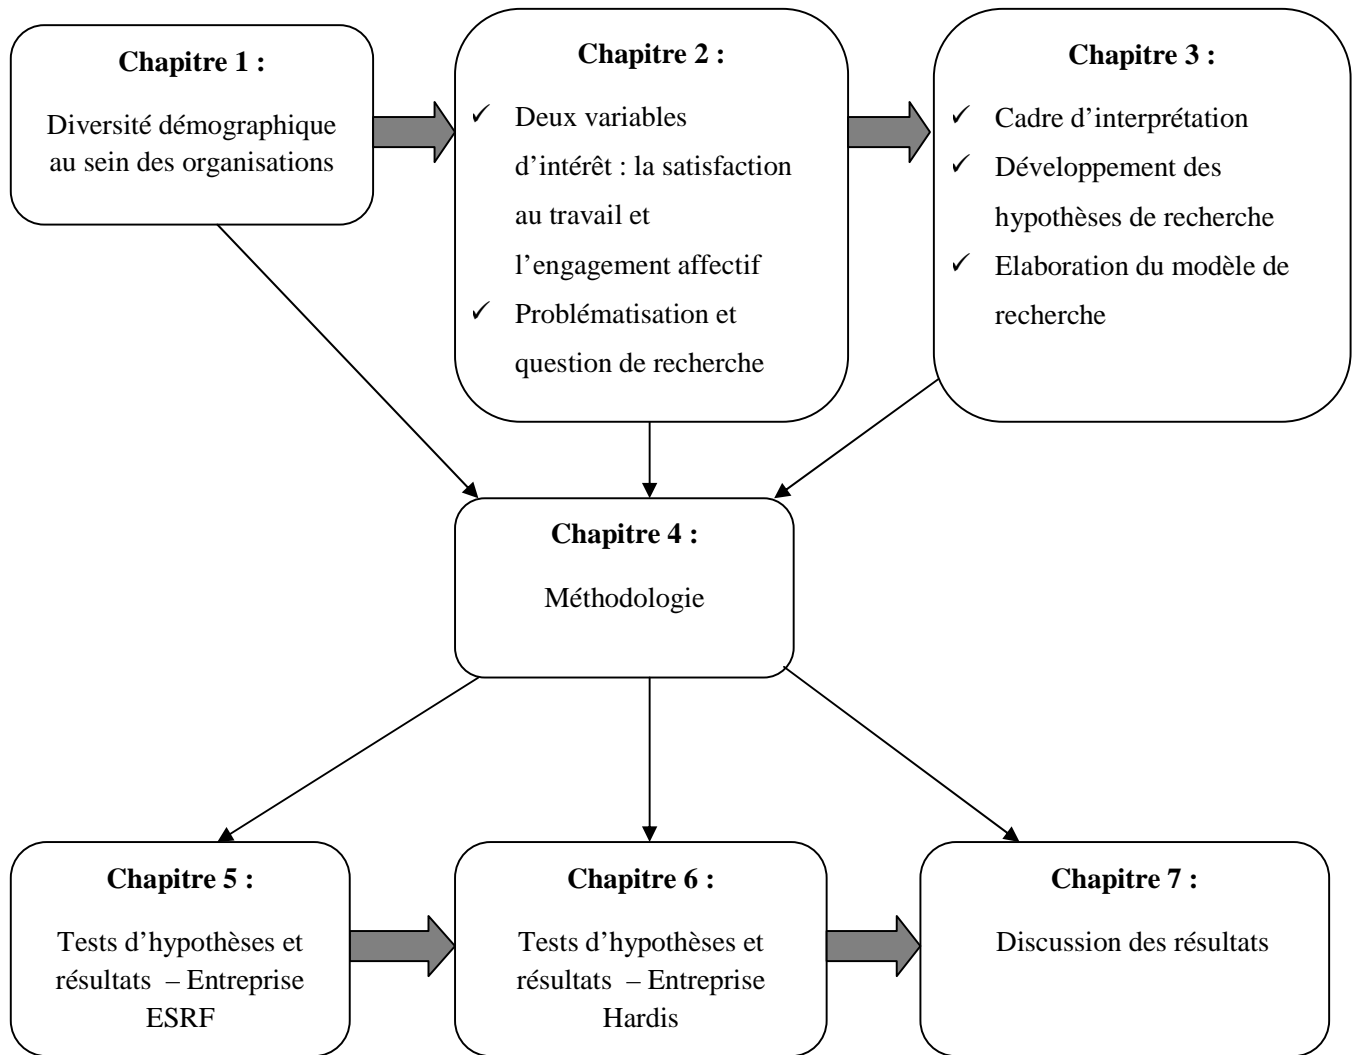 Chapitre 1 :
Diversité démographique
au sein des organisations
Chapitre 2 :
✓ Deux variables
d’intérêt : la satisfaction
au travail et
l’engagement affectif
✓ Problématisation et
question de recherche
Chapitre 3 :
✓ Cadre d’interprétation
✓ Développement des
hypothèses de recherche
✓ Elaboration du modèle de
recherche
Chapitre 4 :
Méthodologie
Chapitre 5 :
Tests d’hypothèses et
résultats – Entreprise
ESRF
Chapitre 6 :
Tests d’hypothèses et
résultats – Entreprise
Hardis
Chapitre 7 :
Discussion des résultats